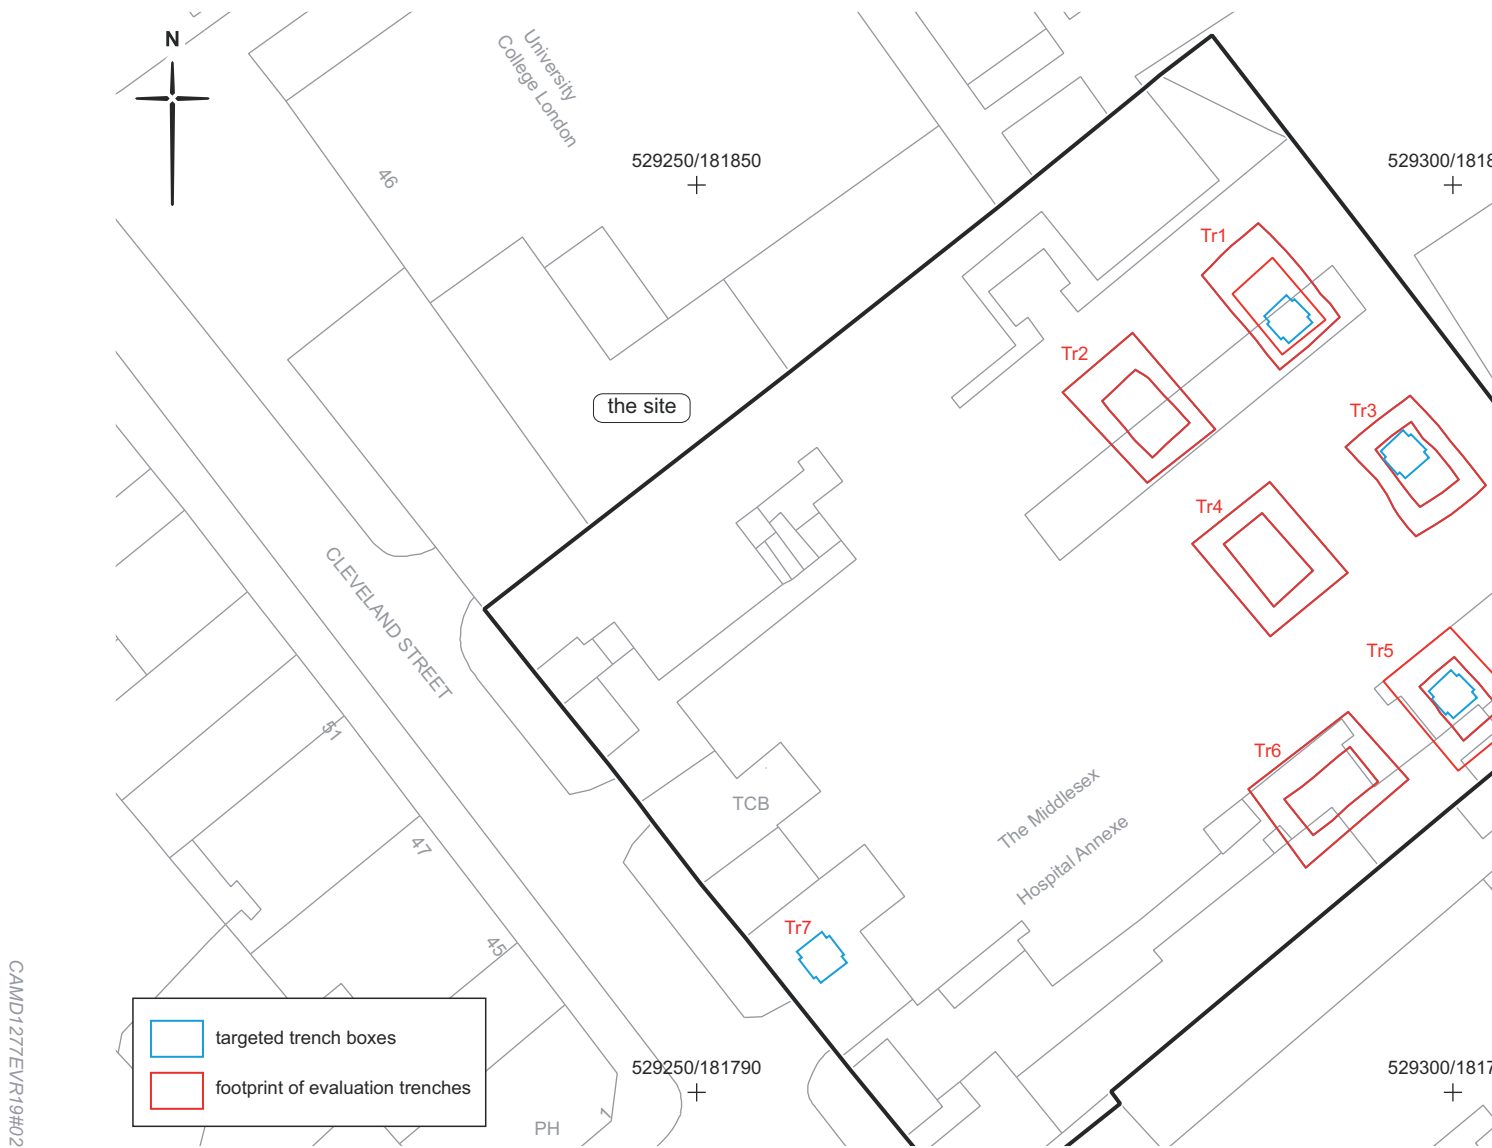 N
University
College London
46
529250/181850
529300/1818
Tr1
Tr2
the site
Tr3
Tr4
CLEVELAND STREET
Tr5
51
Tr6
TCB
The Middlesex
Hospital Annexe
47
Tr7
45
CAMD1277EVR19#02
targeted trench boxes
529250/181790
529300/1817
footprint of evaluation trenches
1
PH